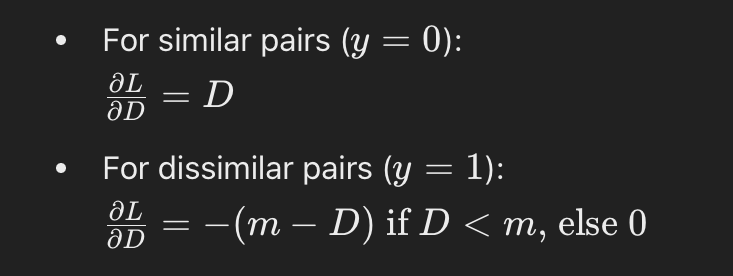 • For similar pairs (y = 0):
∂L/∂D = D
• For dissimilar pairs (y = 1):
∂L/∂D = −(m − D) if D < m, else 0